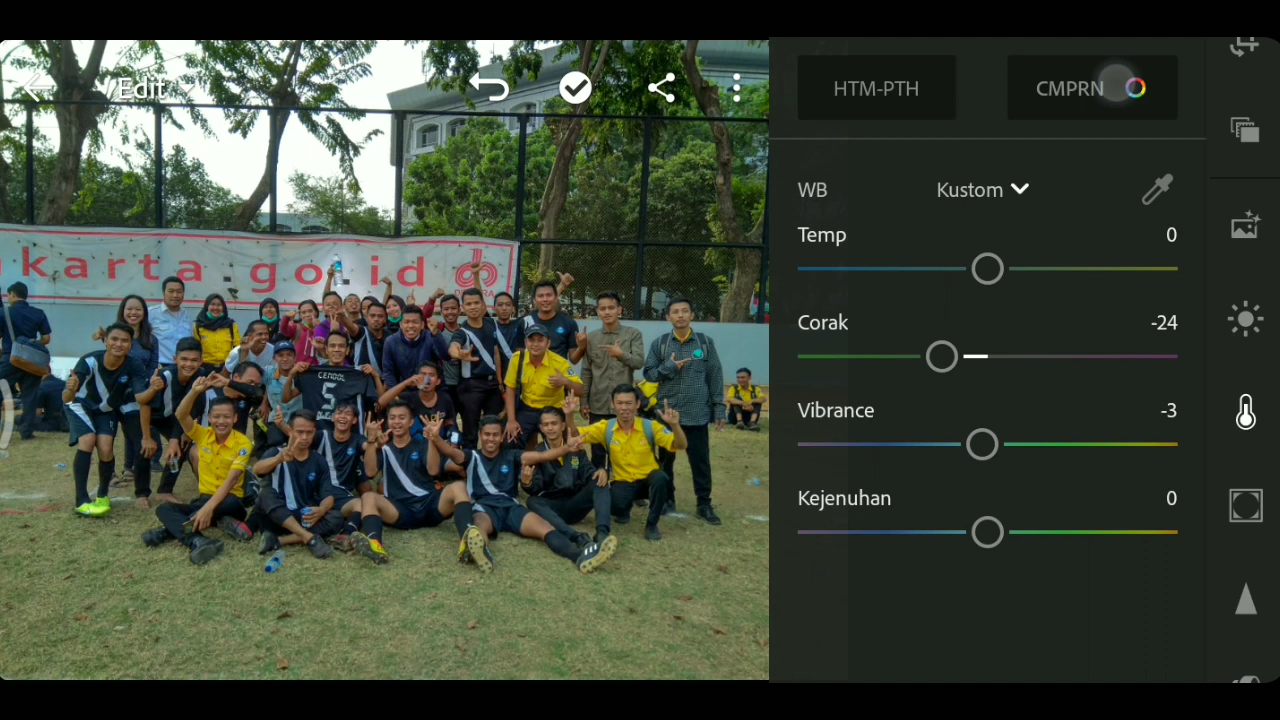 Edit
HTM-PTH
CMPRN
WB
Kustom
Temp
0
Corak
-24
Vibrance
-3
Kejenuhan
0
karta.go.id
CENDOL
5